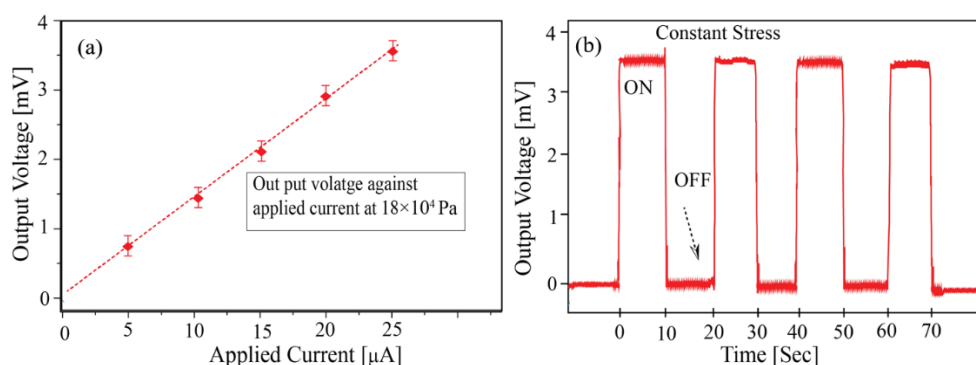 (a)
Output Voltage [mV]
4
3
2
1
0
Out put volatge against
applied current at 18×10⁴ Pa
0 5 10 15 20 25
Applied Current [μA]
(b)
Constant Stress
ON
OFF
Output Voltage [mV]
4
3
2
1
0
0 10 20 30 40 50 60 70
Time [Sec]